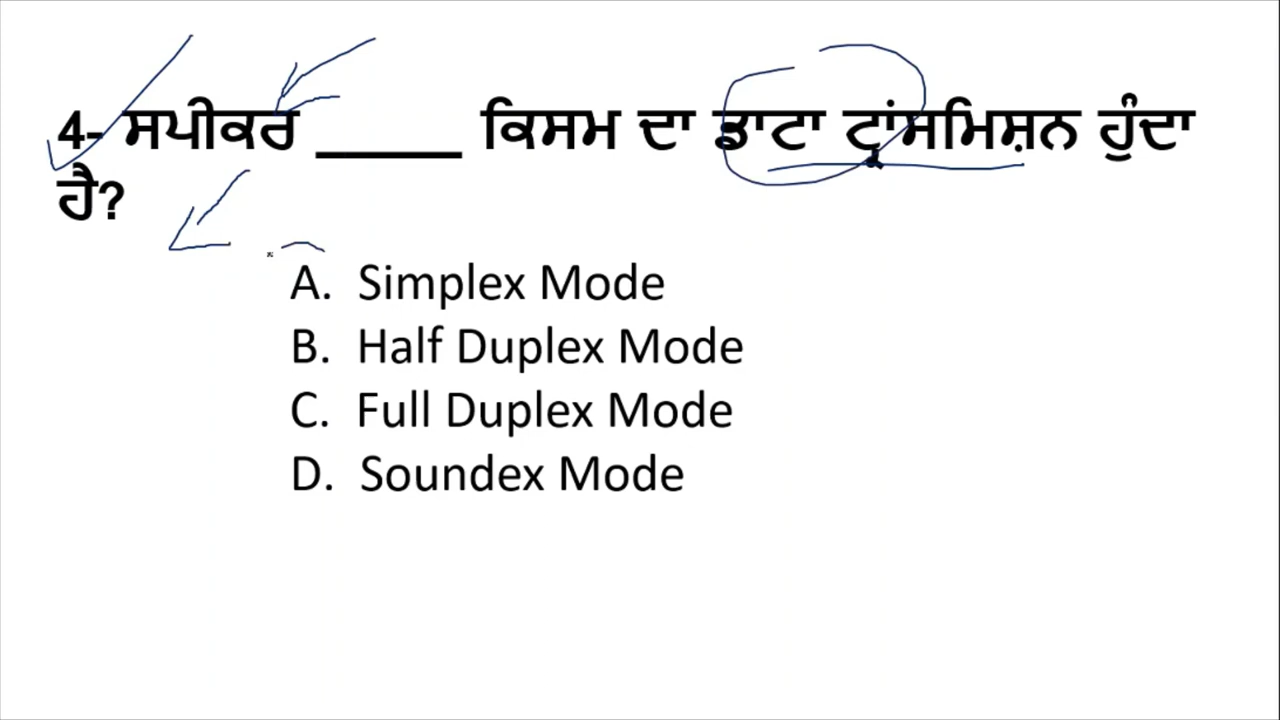 4- ਸਪੀਕਰ _____ ਕਿਸਮ ਦਾ ਡਾਟਾ ਟ੍ਰਾਂਸਮਿਸ਼ਨ ਹੁੰਦਾ
ਹੈ?
A. Simplex Mode
B. Half Duplex Mode
C. Full Duplex Mode
D. Soundex Mode